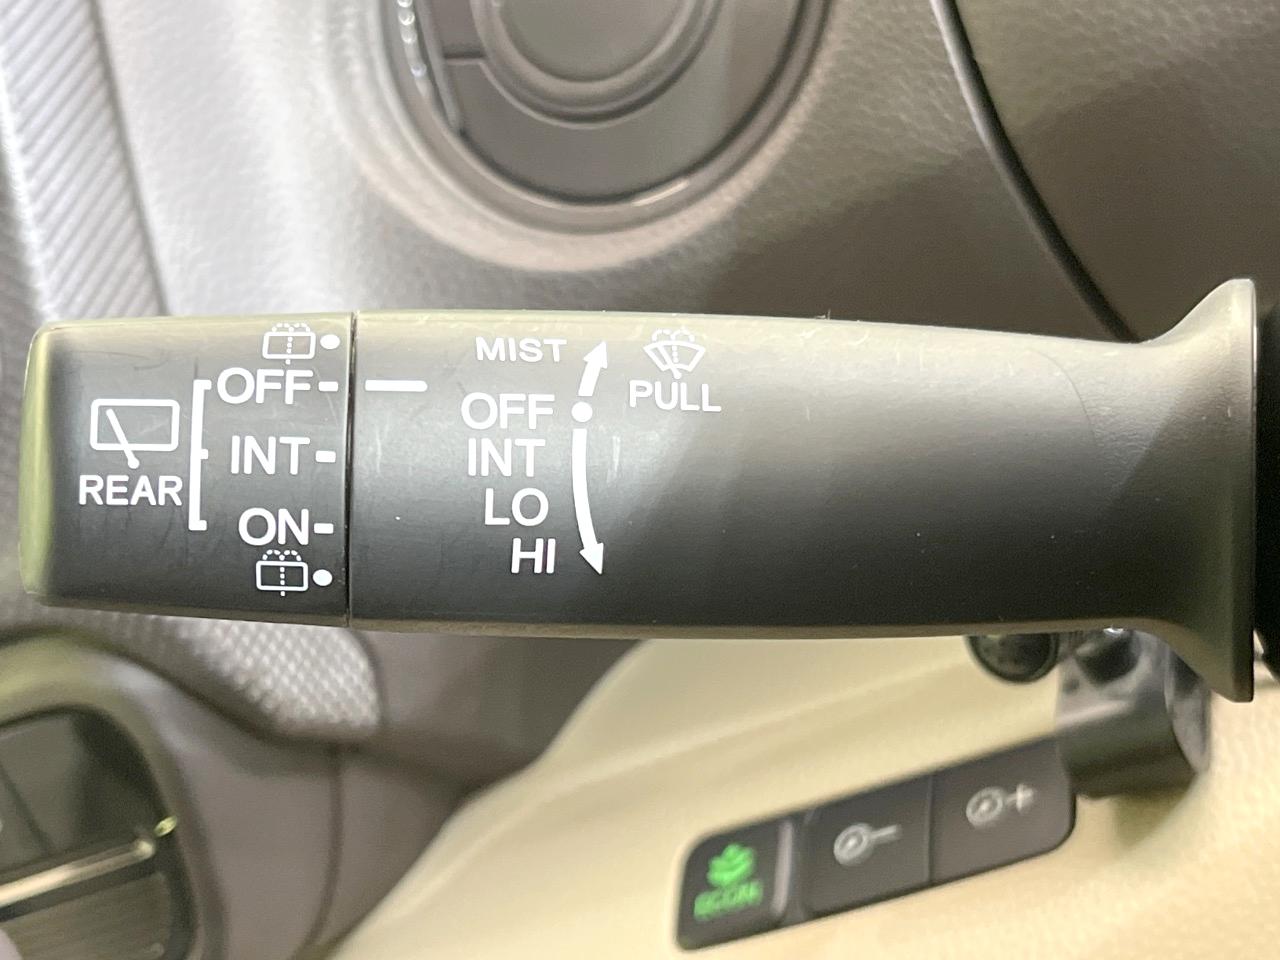 OFF
INT
ON
REAR
MIST
OFF
INT
LO
HI
PULL
ECON